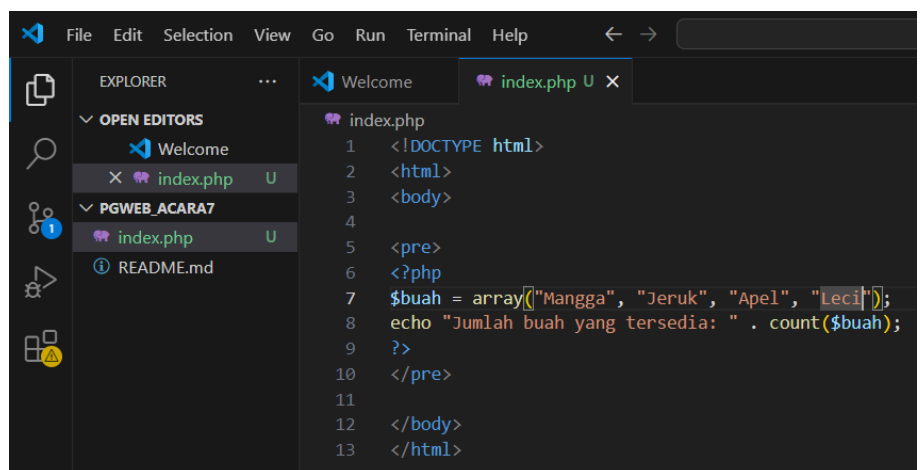 File Edit Selection View Go Run Terminal Help
EXPLORER
OPEN EDITORS
Welcome
index.php U
PGWEB_ACARA7
index.php U
README.md
1
Welcome
index.php U
index.php
1 <!DOCTYPE html>
2 <html>
3 <body>
4
5 <pre>
6 <?php
7 $buah = array("Mangga", "Jeruk", "Apel", "Leci");
8 echo "Jumlah buah yang tersedia: " . count($buah);
9 ?>
10 </pre>
11
12 </body>
13 </html>